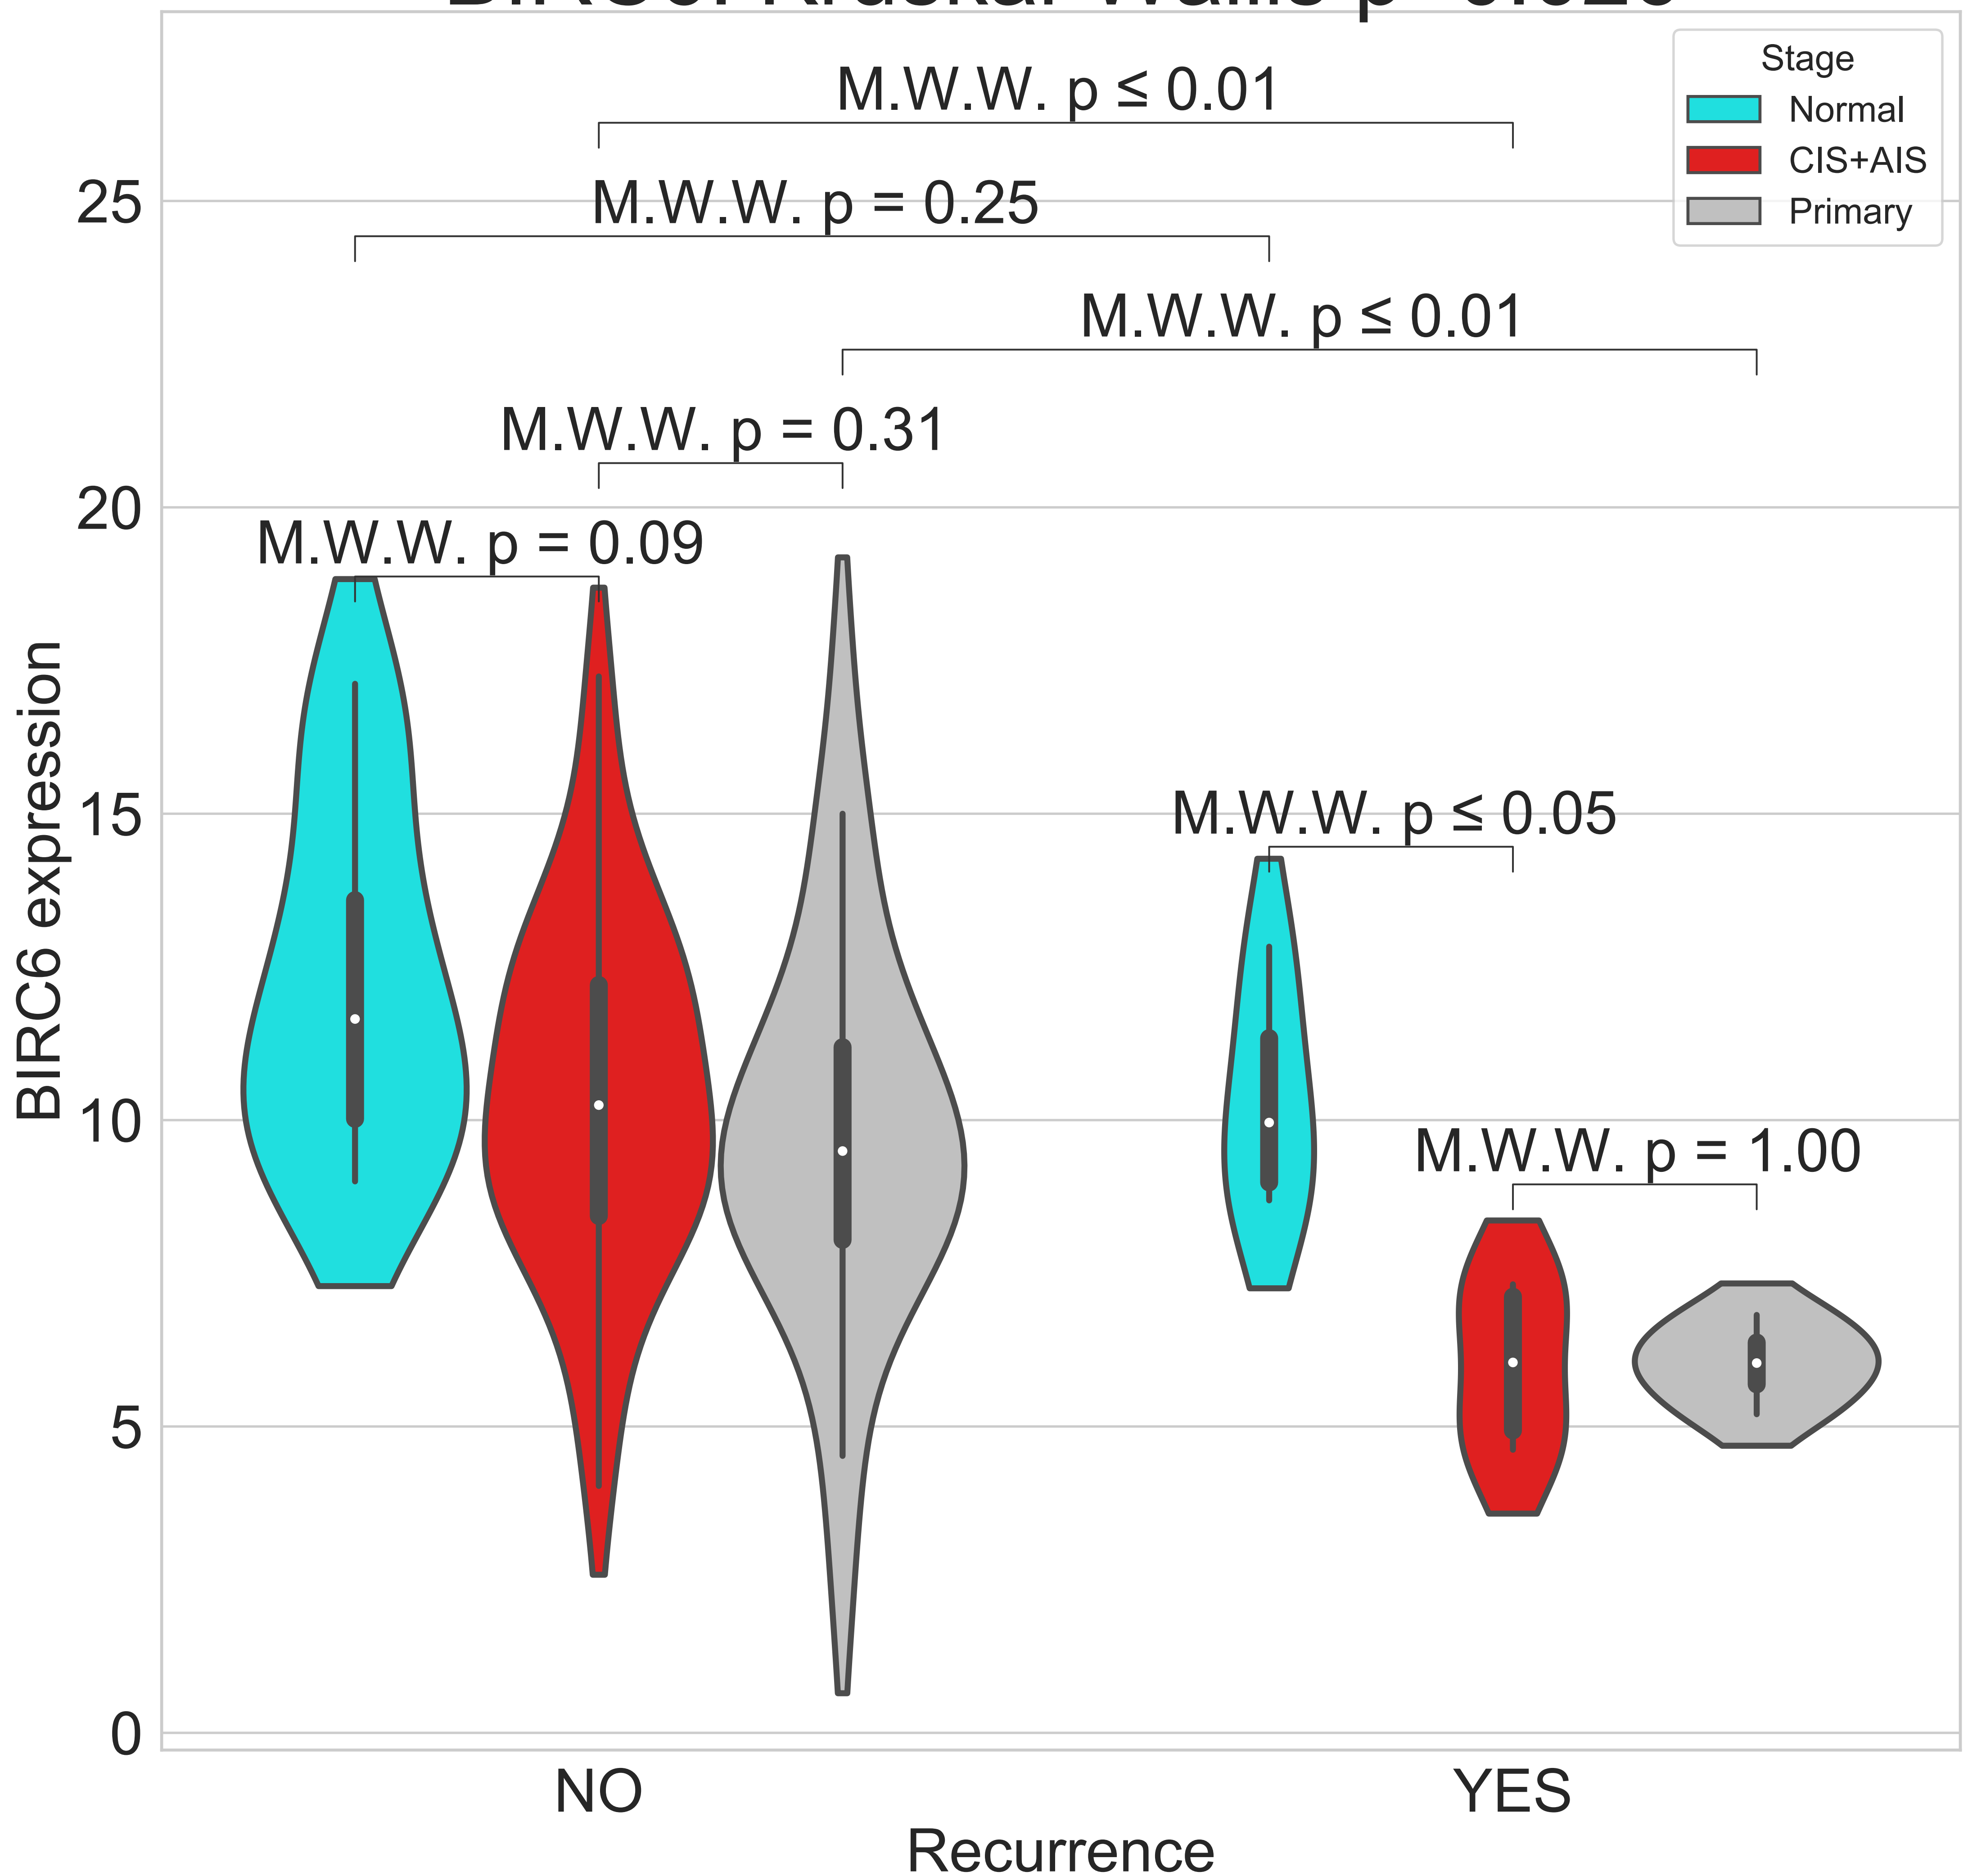 Stage
Normal
CIS+AIS
Primary
M.W.W. p ≤ 0.01
M.W.W. p = 0.25
M.W.W. p ≤ 0.01
M.W.W. p = 0.31
M.W.W. p = 0.09
M.W.W. p ≤ 0.05
M.W.W. p = 1.00
25
20
15
10
5
0
BIRC6 expression
NO
YES
Recurrence